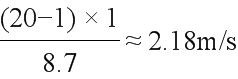 (20−1) × 1
8.7
≈ 2.18m/s